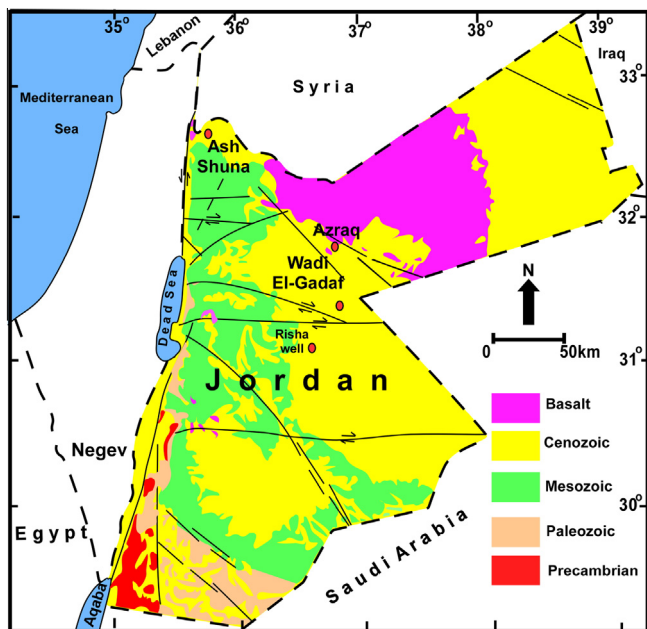 35° 36° 37° 38° 39°
Lebanon
Iraq
Syria
33°
Mediterranean
Sea
Ash
Shuna
32°
Azraq
Wadi
El-Gadaf
N
Dead Sea
Risha
well
0 50km
31°
Jordan
Basalt
Negev
Cenozoic
Mesozoic
30°
Egypt
Saudi Arabia
Paleozoic
Precambrian
Aqaba